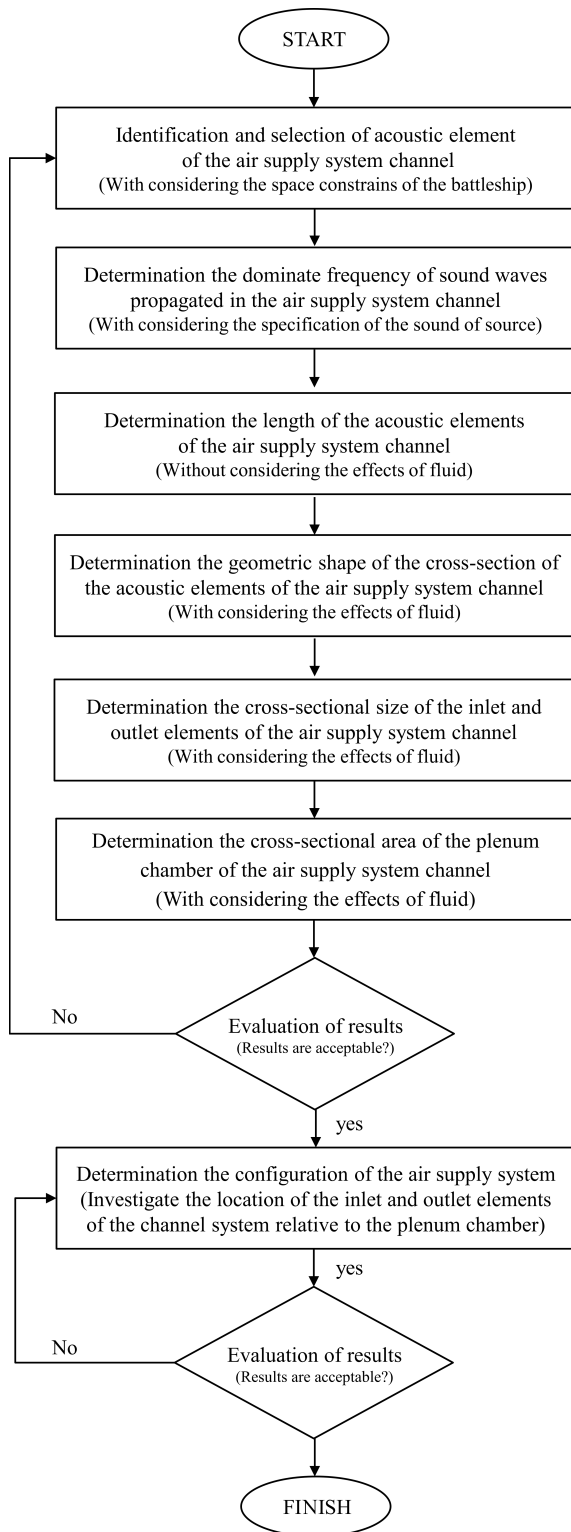 START
Identification and selection of acoustic element
of the air supply system channel
(With considering the space constrains of the battleship)
Determination the dominate frequency of sound waves
propagated in the air supply system channel
(With considering the specification of the sound of source)
Determination the length of the acoustic elements
of the air supply system channel
(Without considering the effects of fluid)
Determination the geometric shape of the cross-section of
the acoustic elements of the air supply system channel
(With considering the effects of fluid)
Determination the cross-sectional size of the inlet and
outlet elements of the air supply system channel
(With considering the effects of fluid)
Determination the cross-sectional area of the plenum
chamber of the air supply system channel
(With considering the effects of fluid)
No
Evaluation of results
(Results are acceptable?)
yes
Determination the configuration of the air supply system
(Investigate the location of the inlet and outlet elements
of the channel system relative to the plenum chamber)
yes
No
Evaluation of results
(Results are acceptable?)
FINISH